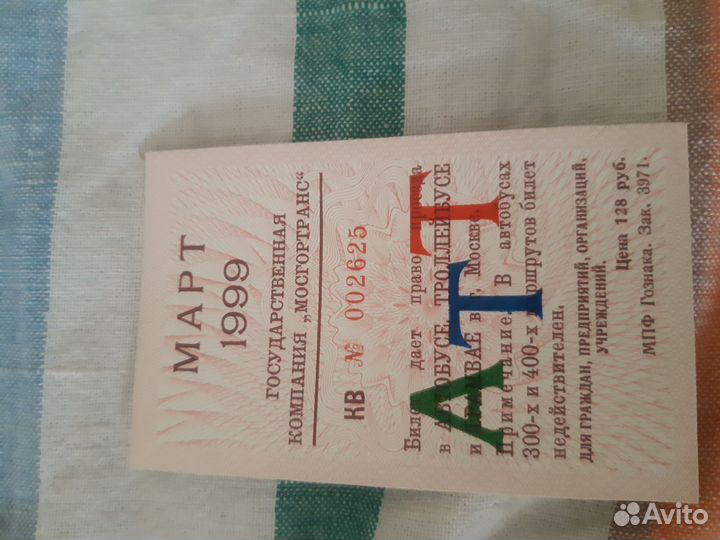 МАРТ
1999
ГОСУДАРСТВЕННАЯ
КОМПАНИЯ „МОСГОРТРАНС“
КВ № 002625
Билет дает право проезда
в АВТОБУСЕ, ТРОЛЛЕЙБУСЕ
и ТРАМВАЕ в г. Москве.
Примечание. В автобусах
300-х и 400-х маршрутов билет
недействителен.
ДЛЯ ГРАЖДАН, ПРЕДПРИЯТИЙ, ОРГАНИЗАЦИЙ,
УЧРЕЖДЕНИЙ.
Цена 128 руб.
МПФ Гознака. Зак. 3971.
АТТ
Avito